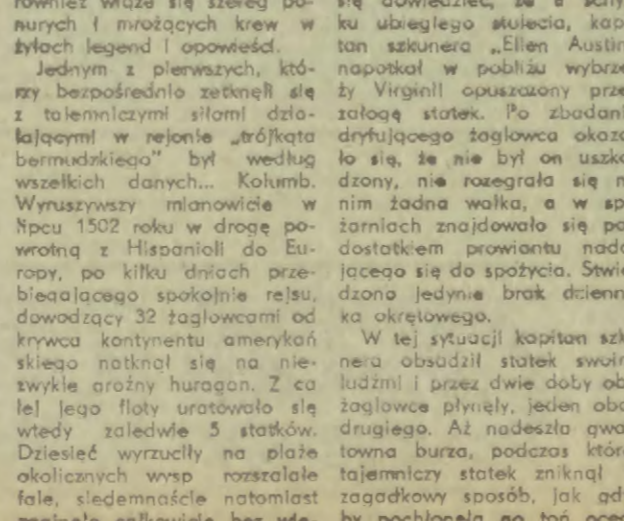 również wiąże się szereg po-
nurych i mrożących krew w
żyłach legend i opowieści.
Jednym z pierwszych, któ-
rzy bezpośrednio zetknęli się
z tajemniczymi siłami dzia-
łającymi w rejonie „trójkąta
bermudzkiego" był według
wszelkich danych... Kolumb.
Wyruszywszy mianowicie w
lipcu 1502 roku w drogę po-
wrotną z Hispanioli do Eu-
ropy, po kilku dniach prze-
biegającego spokojnie rejsu,
dowodzący 32 żaglowcami od
krywca kontynentu amerykań
skiego natknął się na nie-
zwykle groźny huragan. Z ca
łej jego floty uratowało się
wtedy zaledwie 5 statków.
Dziesięć wyrzuciły na plaże
okolicznych wysp rozszalałe
fale, siedemnaście natomiast
całkowicie bez
się dowiedzieć, że u
ku ubiegłego stulecia, kap
tan szkunera „Ellen Austin
napotkał w pobliżu wybrze
ży Virginii opuszczony prze
załogę statek. Po zbadani
dryfującego żaglowca okaza
ło się, że nie był on uszko
dzony, nie rozegrała się n
nim żadna walka, a w sp
żarniach znajdowało się po
dostatkiem prowiantu nada
jącego się do spożycia. Stwie
dzono jedynie brak dzienn
ka okrętowego.
W tej sytuacji kapitan szk
nera obsadził statek swoim
ludźmi i przez dwie doby ob
żaglowce płynęły, jeden obo
drugiego. Aż nadeszła gwa
towna burza, podczas któr
tajemniczy statek zniknął
zagadkowy sposób, jak gd
by pochłonęła go toń oce